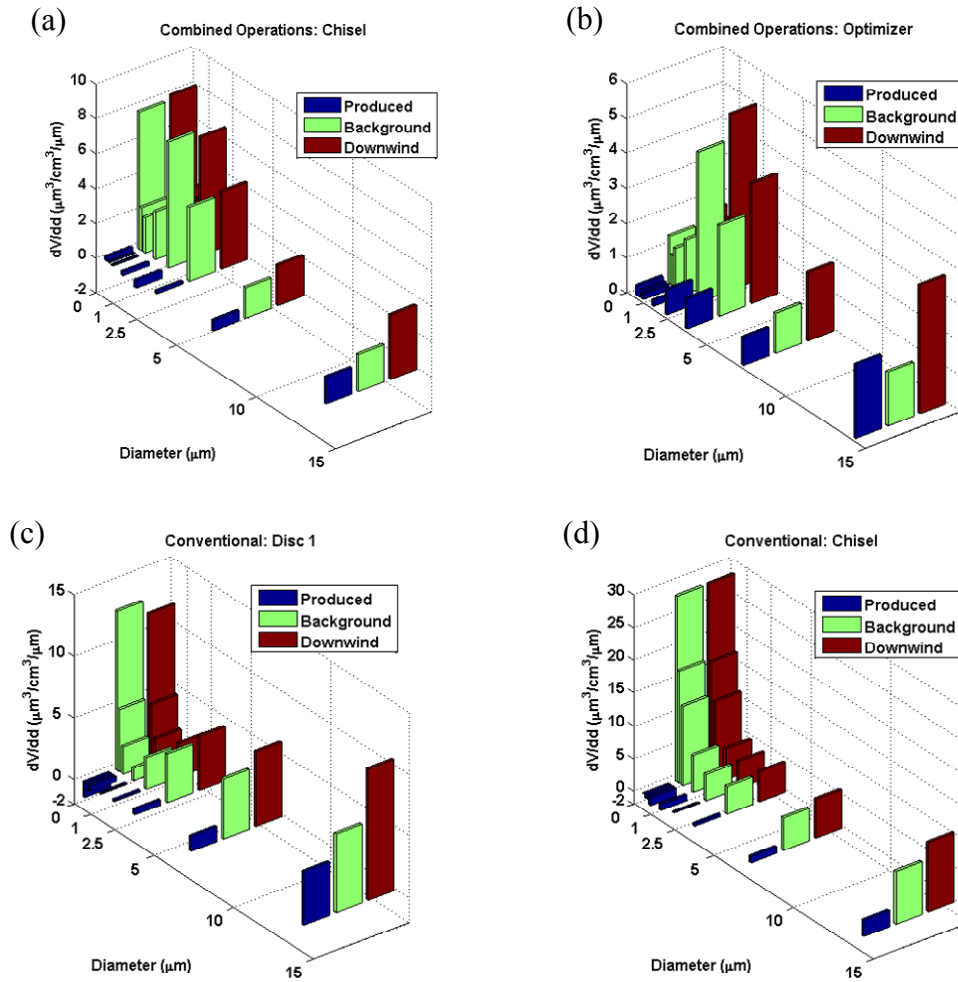 (a)
Combined Operations: Chisel
10
8
6
4
2
0
-2
dV/dd (μm³/cm³/μm)
Produced
Background
Downwind
0
1
2.5
5
10
15
Diameter (μm)
(b)
Combined Operations: Optimizer
6
5
4
3
2
1
0
dV/dd (μm³/cm³/μm)
Produced
Background
Downwind
0
1
2.5
5
10
15
Diameter (μm)
(c)
Conventional: Disc 1
15
10
5
0
-2
dV/dd (μm³/cm³/μm)
Produced
Background
Downwind
0
1
2.5
5
10
15
Diameter (μm)
(d)
Conventional: Chisel
30
25
20
15
10
5
0
-2
dV/dd (μm³/cm³/μm)
Produced
Background
Downwind
0
1
2.5
5
10
15
Diameter (μm)